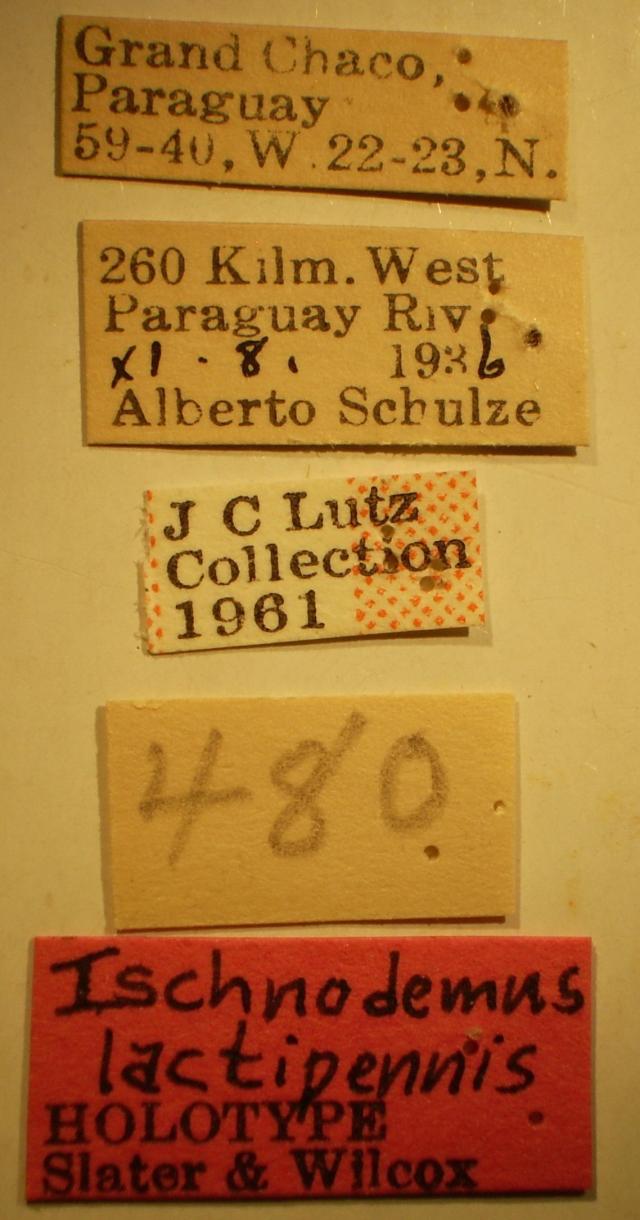 Grand Chaco,
Paraguay
59-40, W. 22-23, N.
260 Kilm. West
Paraguay Riv.
XI. 8. 1936
Alberto Schulze
J C Lutz
Collection
1961
480
Ischnodemus
lactipennis
HOLOTYPE
Slater & Wilcox